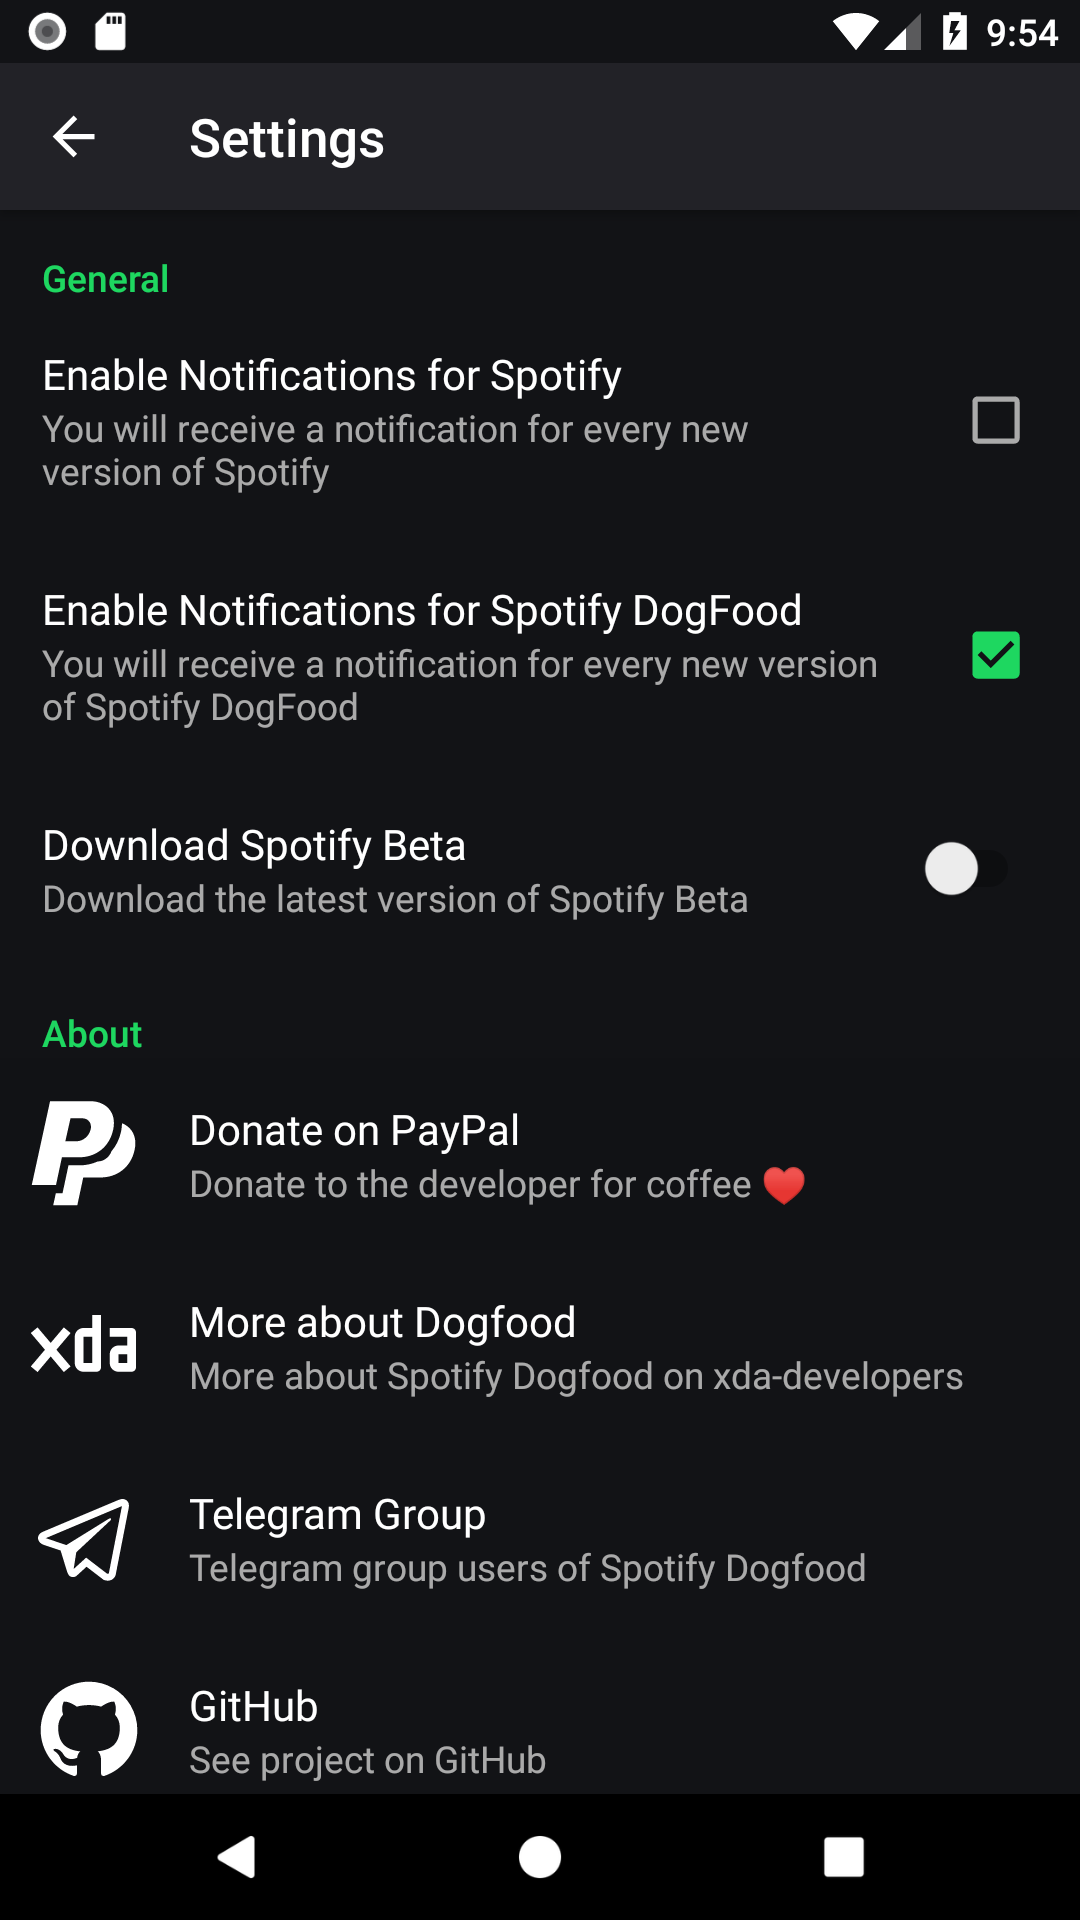 9:54
Settings
General
Enable Notifications for Spotify
You will receive a notification for every new
version of Spotify
Enable Notifications for Spotify DogFood
You will receive a notification for every new version
of Spotify DogFood
Download Spotify Beta
Download the latest version of Spotify Beta
About
Donate on PayPal
Donate to the developer for coffee ❤️
xda
More about Dogfood
More about Spotify Dogfood on xda-developers
Telegram Group
Telegram group users of Spotify Dogfood
GitHub
See project on GitHub